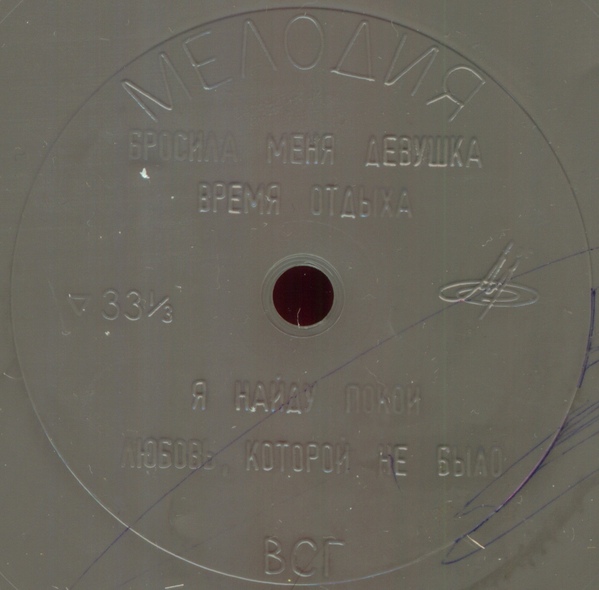 МЕЛОДИЯ
БРОСИЛА МЕНЯ ДЕВУШКА
ВРЕМЯ ОТДЫХА
▽ 33⅓
Я НАЙДУ ПОКОЙ
ЛЮБОВЬ, КОТОРОЙ НЕ БЫЛО
ВСГ